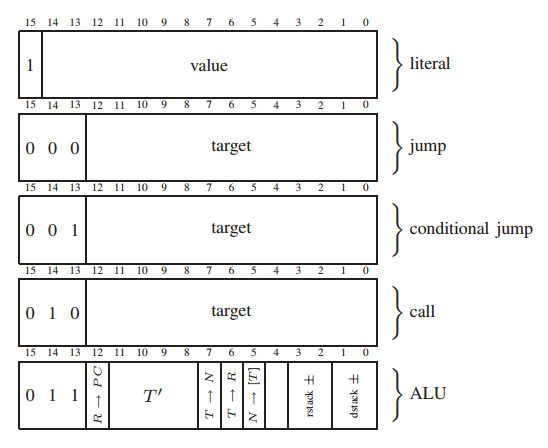 15 14 13 12 11 10 9 8 7 6 5 4 3 2 1 0
1 value literal
15 14 13 12 11 10 9 8 7 6 5 4 3 2 1 0
0 0 0 target jump
15 14 13 12 11 10 9 8 7 6 5 4 3 2 1 0
0 0 1 target conditional jump
15 14 13 12 11 10 9 8 7 6 5 4 3 2 1 0
0 1 0 target call
15 14 13 12 11 10 9 8 7 6 5 4 3 2 1 0
0 1 1 R → PC T′ T → N T → R N → [T] rstack ± dstack ± ALU